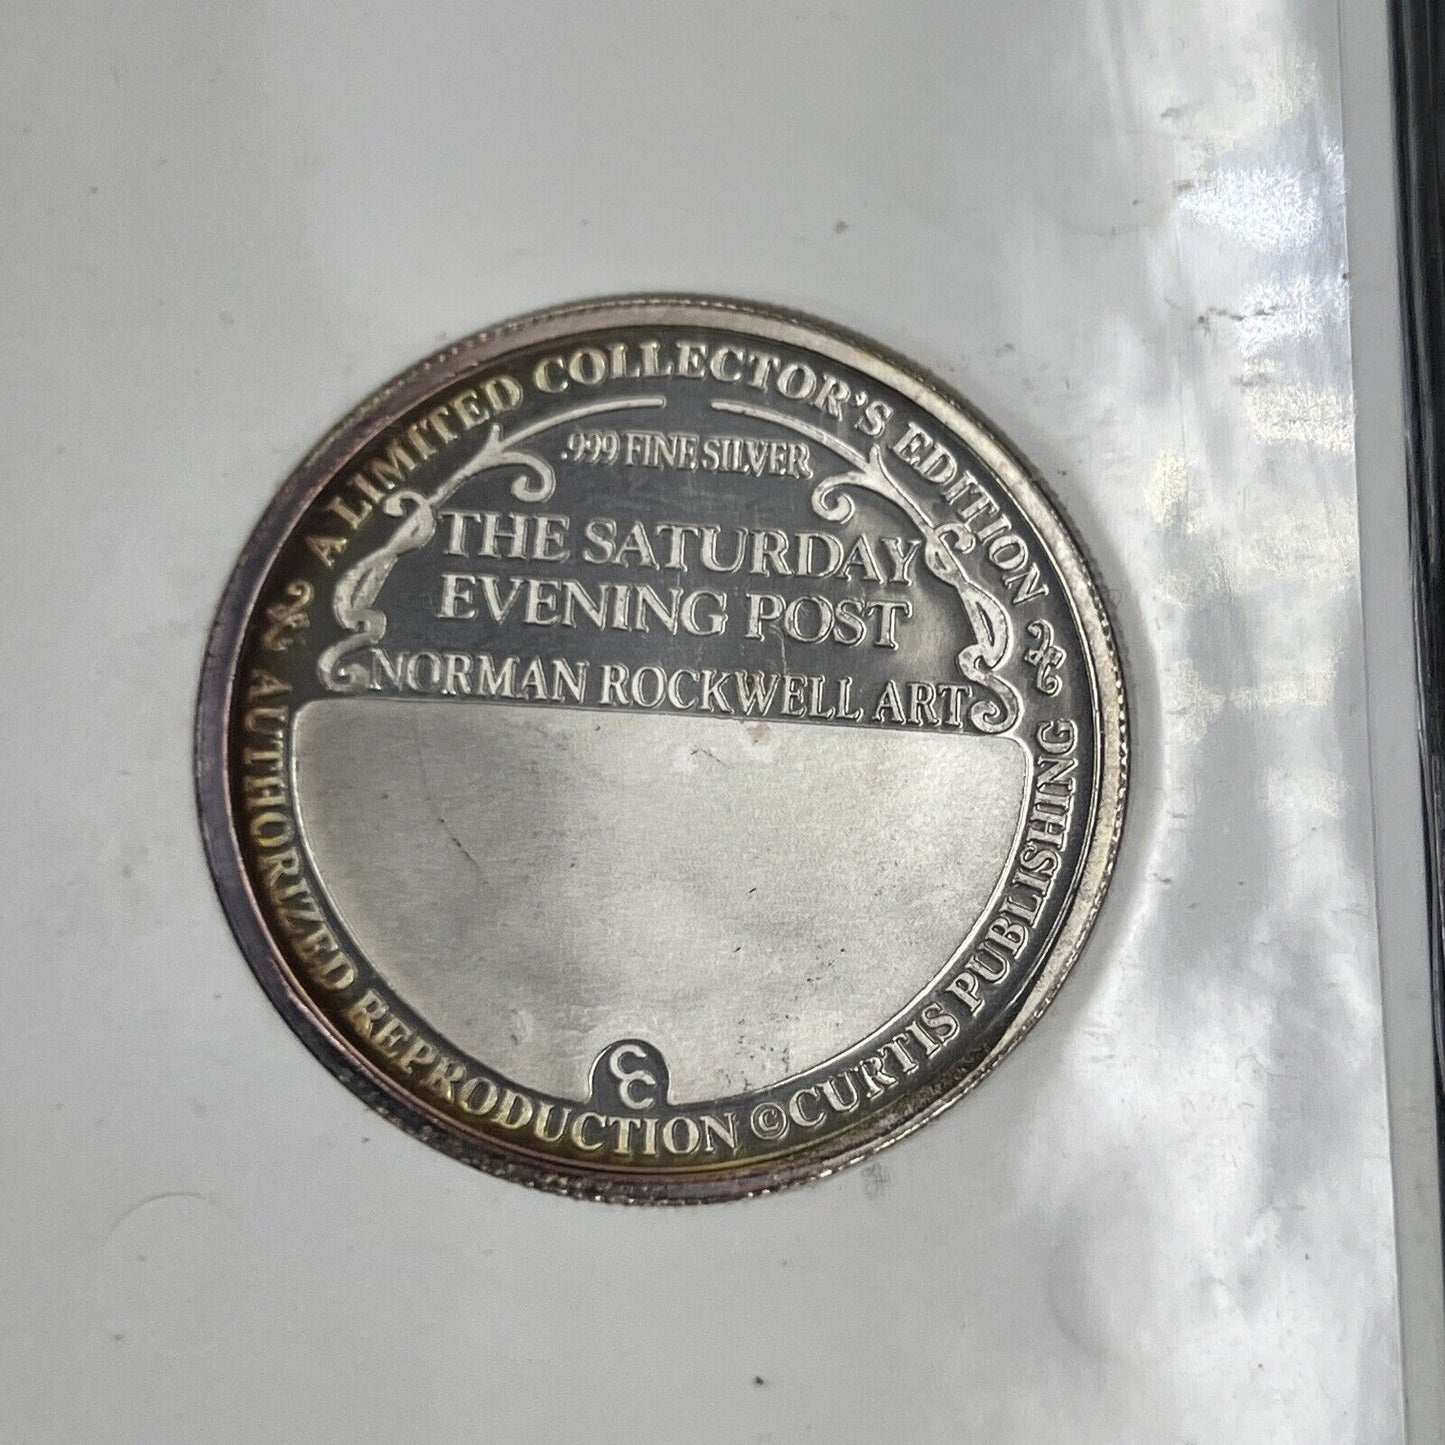 A LIMITED COLLECTOR'S EDITION
.999 FINE SILVER
THE SATURDAY
EVENING POST
NORMAN ROCKWELL ART
CC
AUTHORIZED REPRODUCTION ©CURTIS PUBLISHING